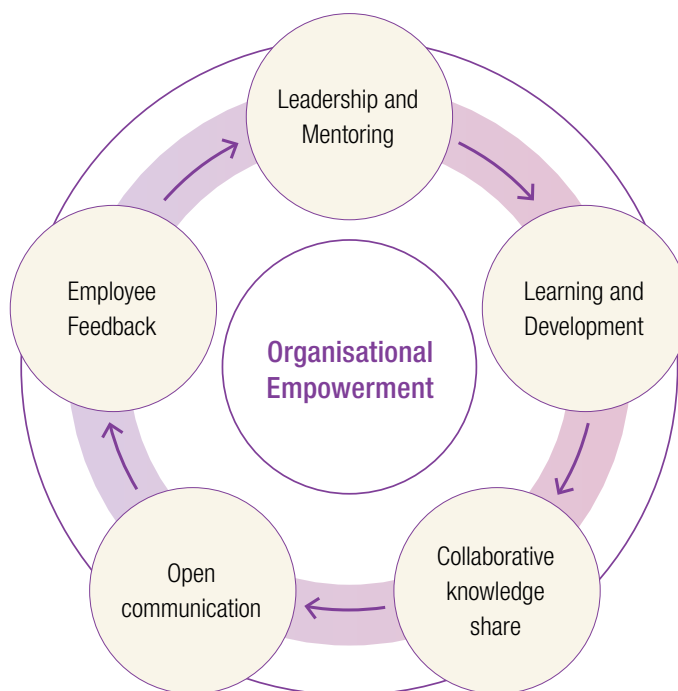 Leadership and
Mentoring
Learning and
Development
Collaborative
knowledge
share
Open
communication
Employee
Feedback
Organisational
Empowerment